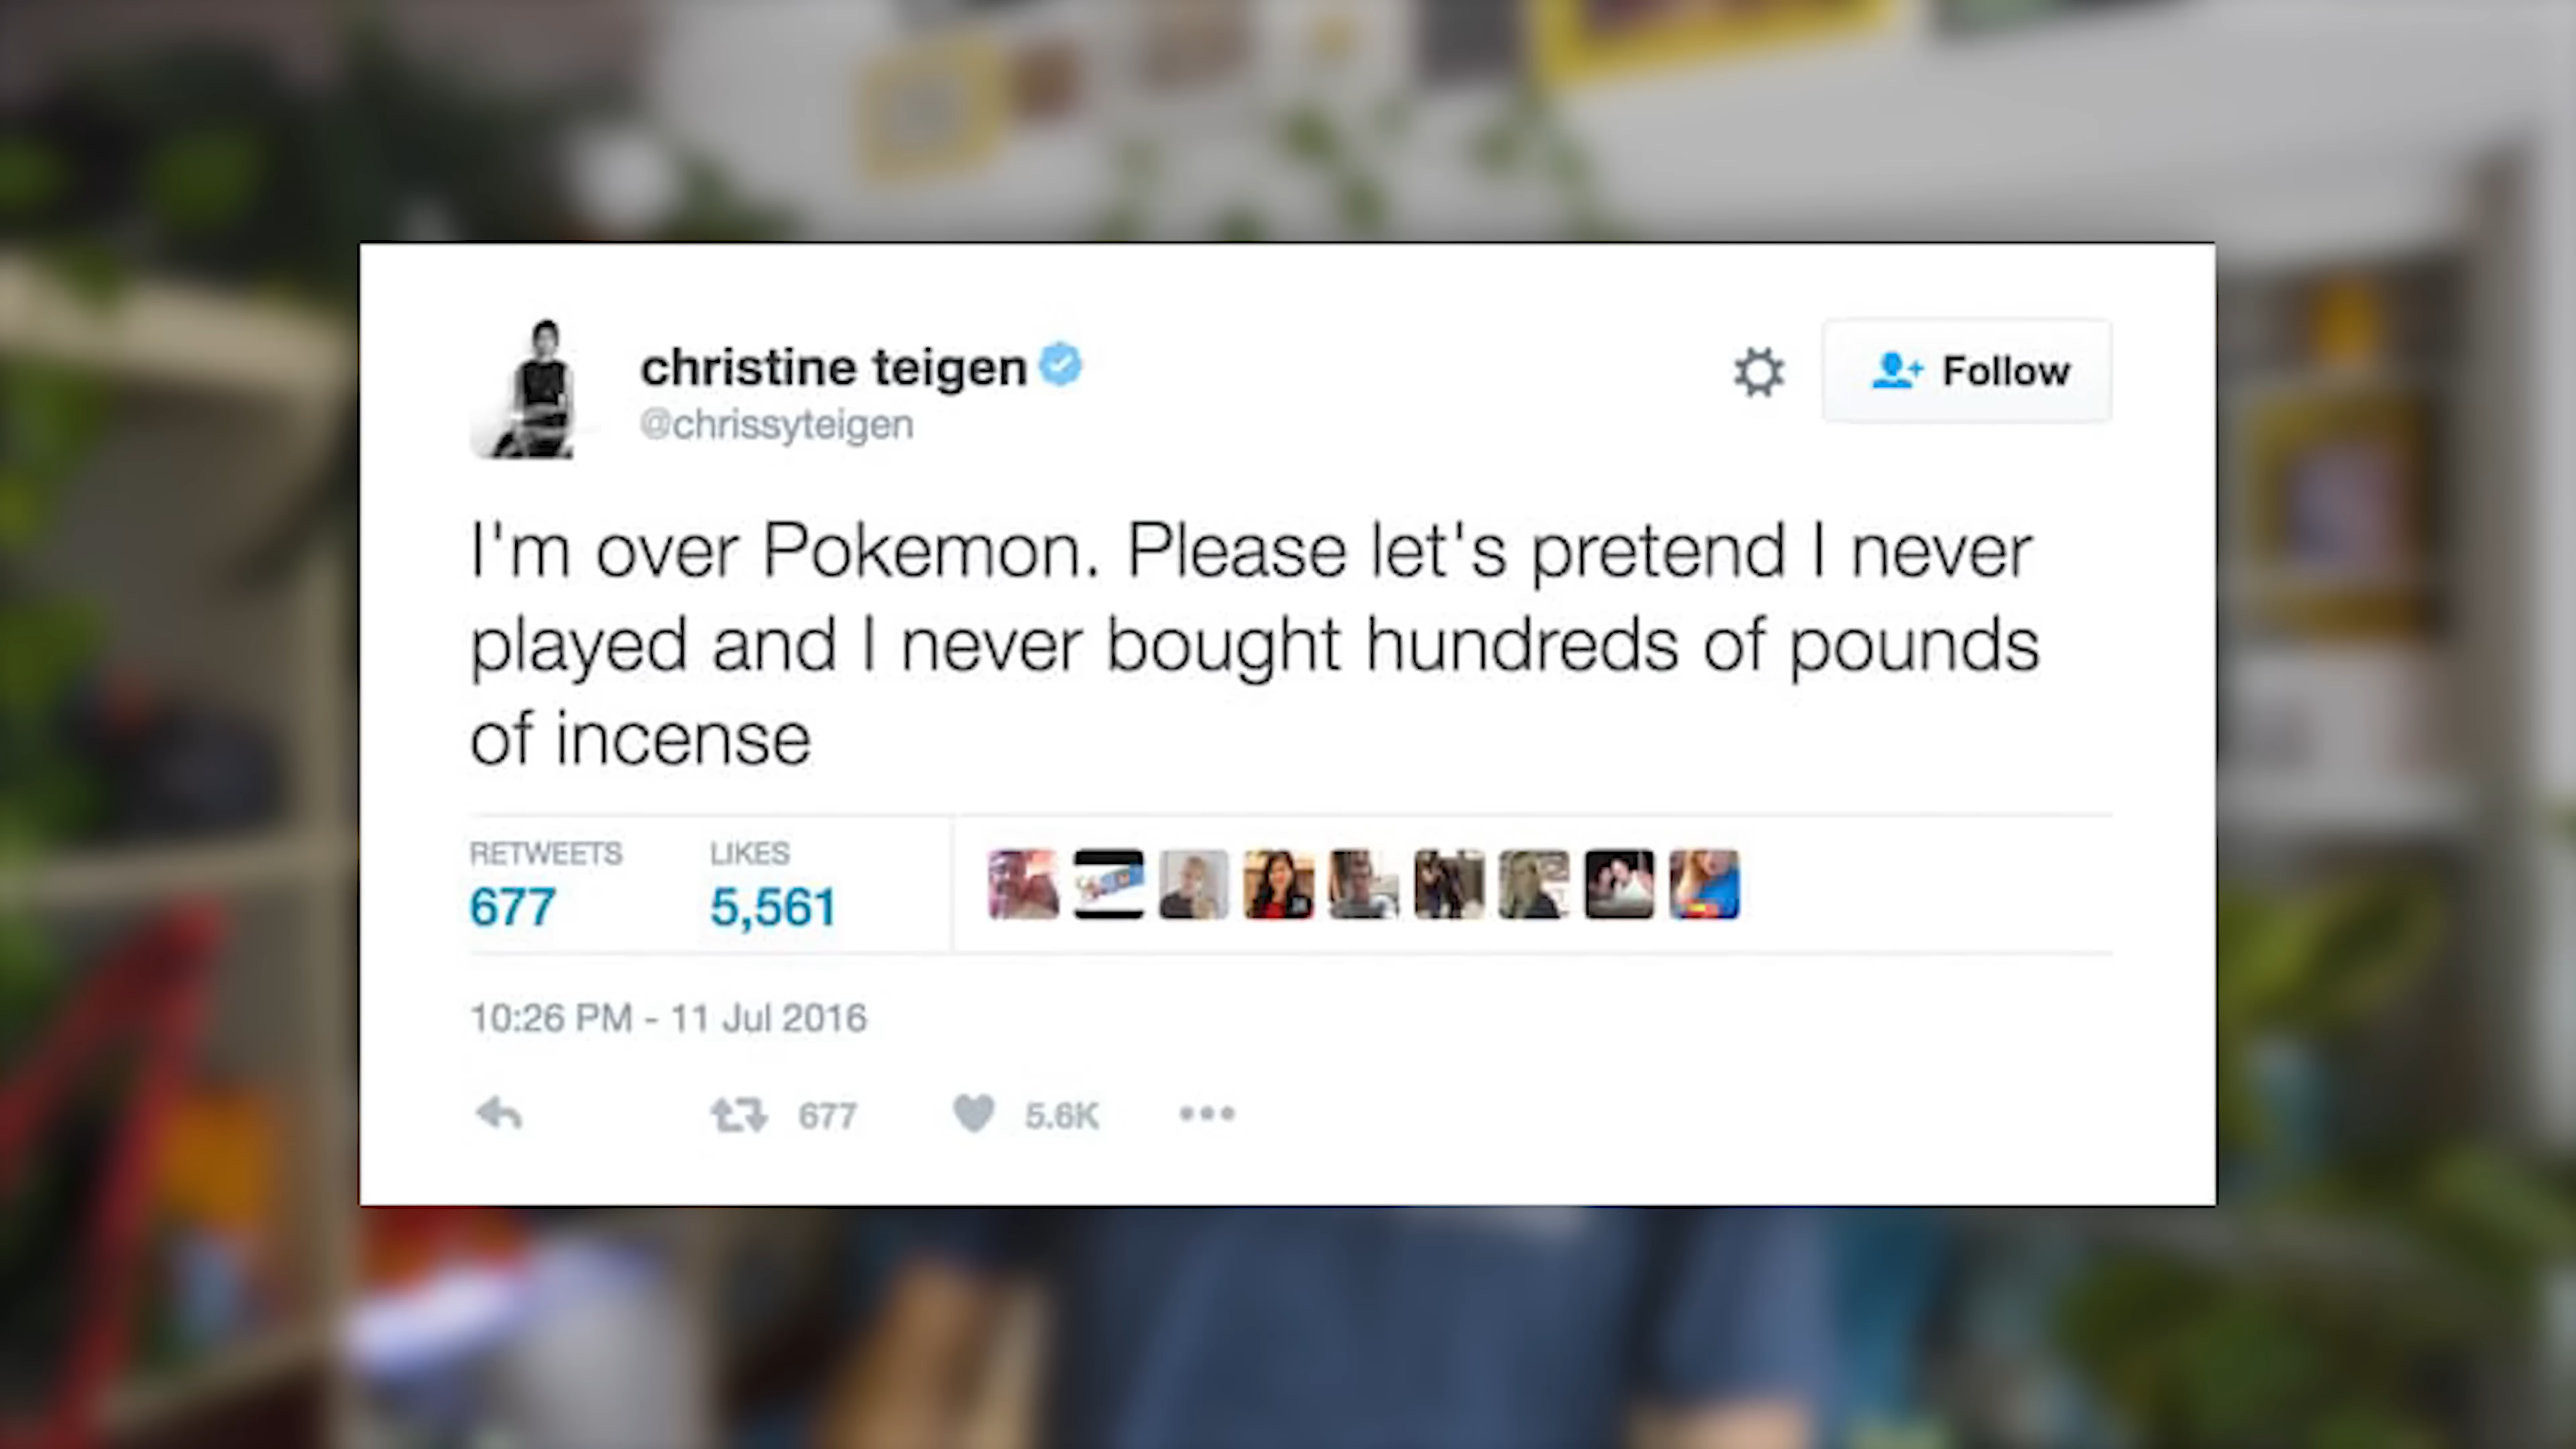 christine teigen
@chrissyteigen
Follow
I'm over Pokemon. Please let's pretend I never
played and I never bought hundreds of pounds
of incense
RETWEETS LIKES
677 5,561
10:26 PM - 11 Jul 2016
677 5.6K